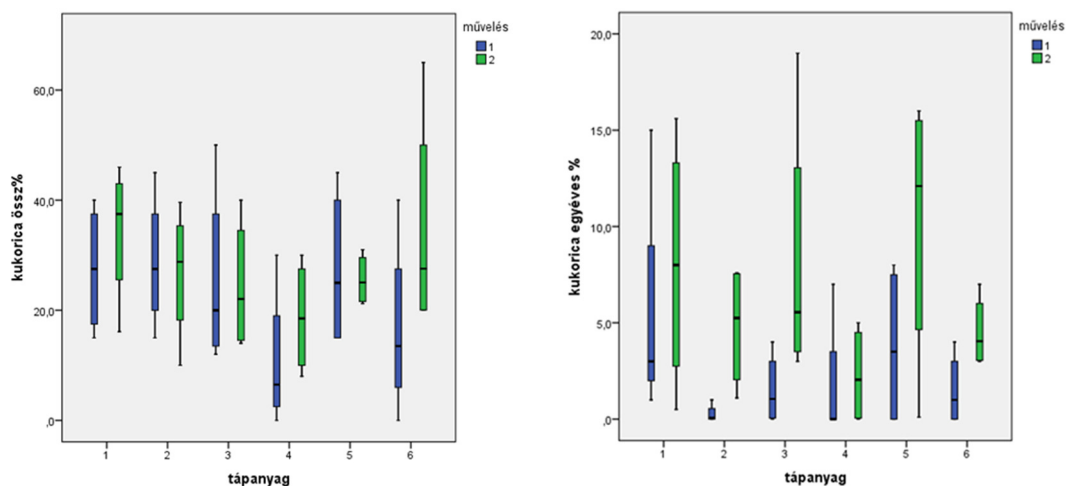 művelés
1
2
60,0
40,0
20,0
,0
kukorica össz%
1 2 3 4 5 6
tápanyag
művelés
1
2
20,0
15,0
10,0
5,0
,0
kukorica egyéves %
1 2 3 4 5 6
tápanyag